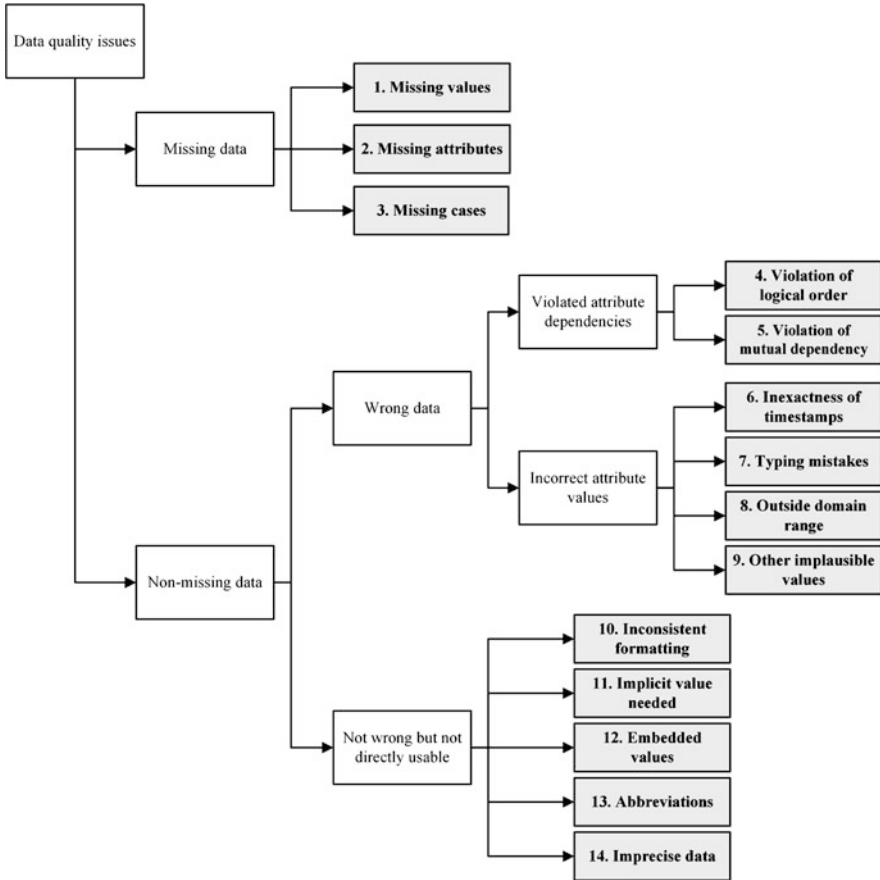 Data quality issues
Missing data
1. Missing values
2. Missing attributes
3. Missing cases
Non-missing data
Wrong data
Violated attribute
dependencies
4. Violation of
logical order
5. Violation of
mutual dependency
Incorrect attribute
values
6. Inexactness of
timestamps
7. Typing mistakes
8. Outside domain
range
9. Other implausible
values
Not wrong but not
directly usable
10. Inconsistent
formatting
11. Implicit value
needed
12. Embedded
values
13. Abbreviations
14. Imprecise data